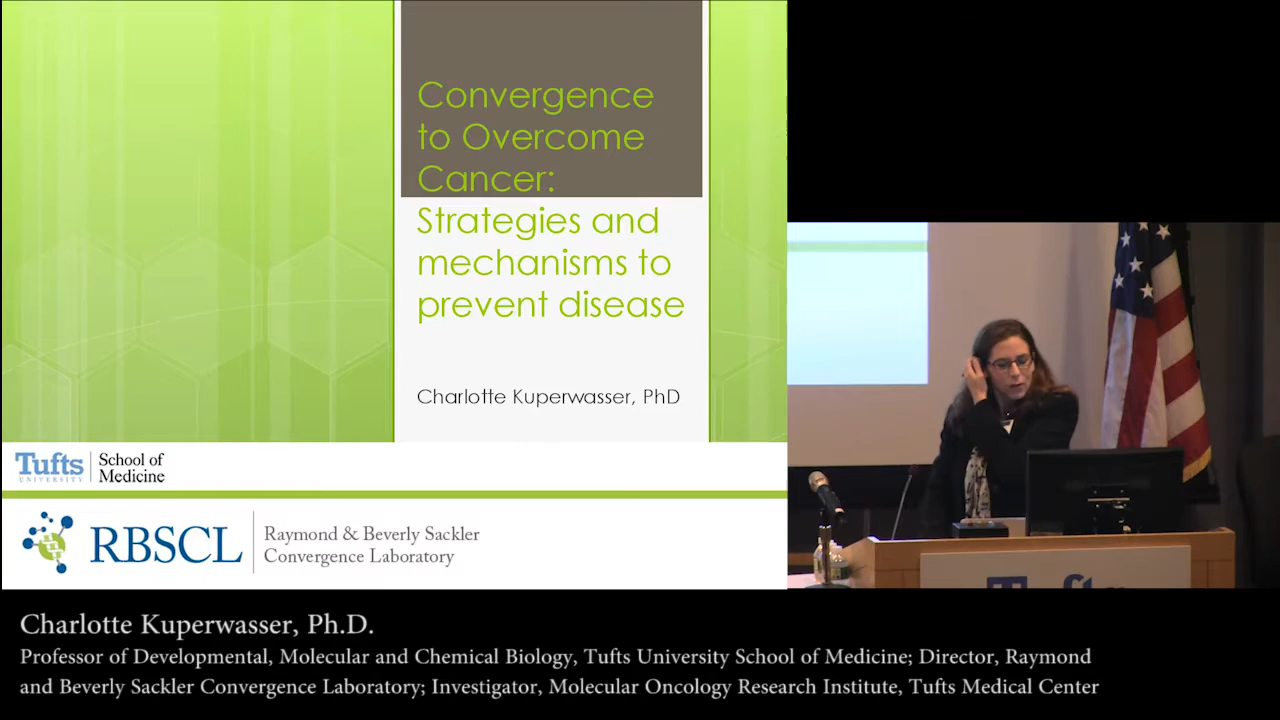 Convergence
to Overcome
Cancer:
Strategies and
mechanisms to
prevent disease
Charlotte Kuperwasser, PhD
Tufts
UNIVERSITY
School of
Medicine
RBSCL
Raymond & Beverly Sackler
Convergence Laboratory
Charlotte Kuperwasser, Ph.D.
Professor of Developmental, Molecular and Chemical Biology, Tufts University School of Medicine; Director, Raymond
and Beverly Sackler Convergence Laboratory; Investigator, Molecular Oncology Research Institute, Tufts Medical Center